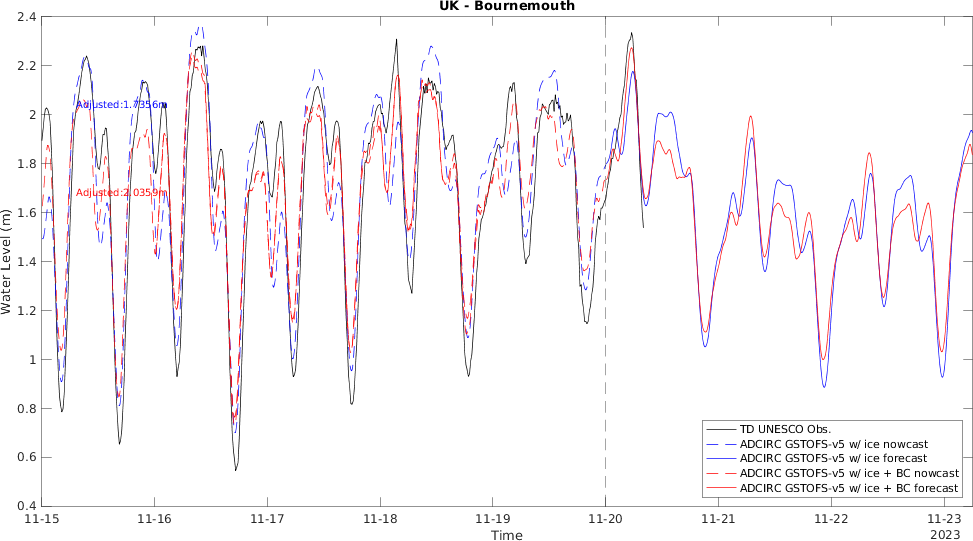 UK - Bournemouth
2.4
2.2
2
1.8
1.6
1.4
1.2
1
0.8
0.6
0.4
Water Level (m)
Adjusted:1.7356m
Adjusted:2.0359m
TD UNESCO Obs.
ADCIRC GSTOFS-v5 w/ ice nowcast
ADCIRC GSTOFS-v5 w/ ice forecast
ADCIRC GSTOFS-v5 w/ ice + BC nowcast
ADCIRC GSTOFS-v5 w/ ice + BC forecast
11-15 11-16 11-17 11-18 11-19 11-20 11-21 11-22 11-23
Time 2023